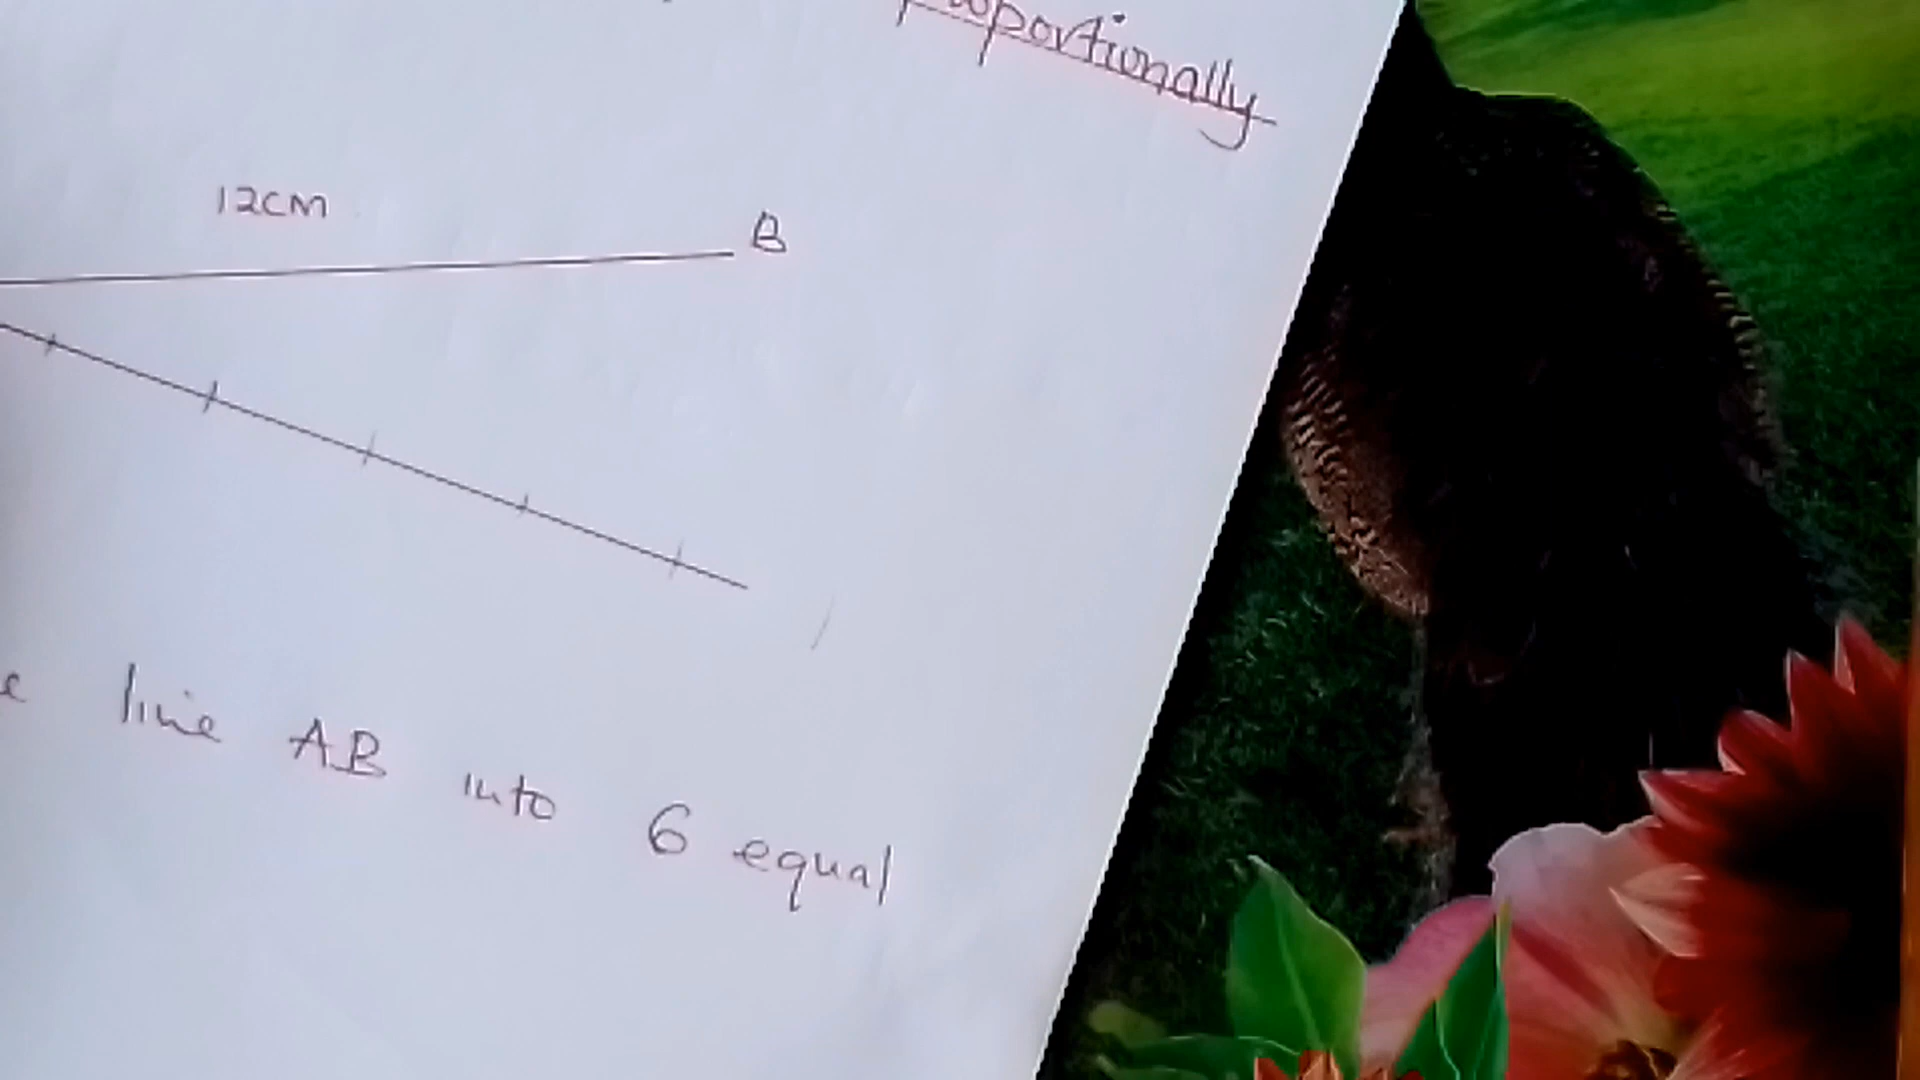 proportionally
12CM
B
line AB into 6 equal